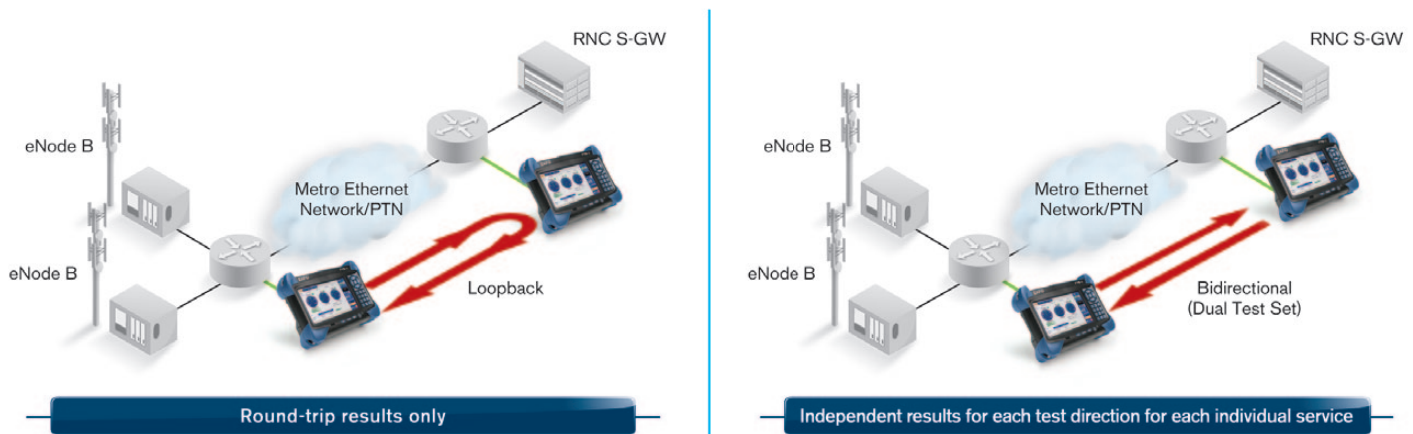 RNC S-GW
eNode B
Metro Ethernet
Network/PTN
eNode B
Loopback
Round-trip results only
RNC S-GW
eNode B
Metro Ethernet
Network/PTN
eNode B
Bidirectional
(Dual Test Set)
Independent results for each test direction for each individual service